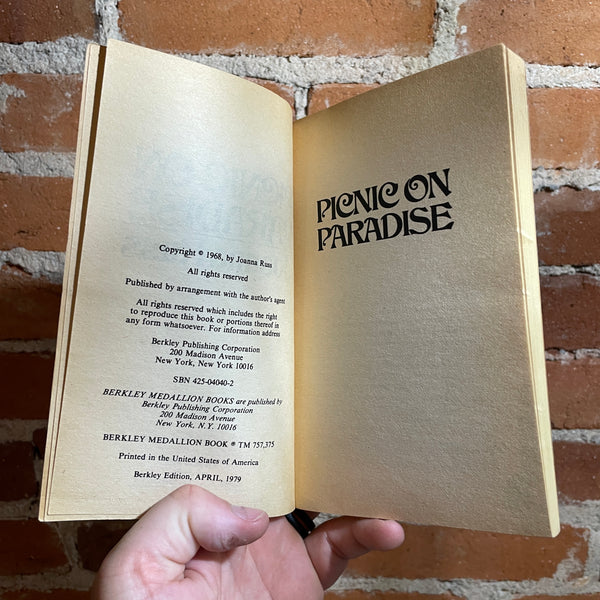 Copyright © 1968, by Joanna Russ
All rights reserved
Published by arrangement with the author's agent
All rights reserved which includes the right
to reproduce this book or portions thereof in
any form whatsoever. For information address
Berkley Publishing Corporation
200 Madison Avenue
New York, New York 10016
SBN 425-04040-2
BERKLEY MEDALLION BOOKS are published by
Berkley Publishing Corporation
200 Madison Avenue
New York, N.Y. 10016
BERKLEY MEDALLION BOOK ® TM 757,375
Printed in the United States of America
Berkley Edition, APRIL, 1979
PICNIC ON
PARADISE